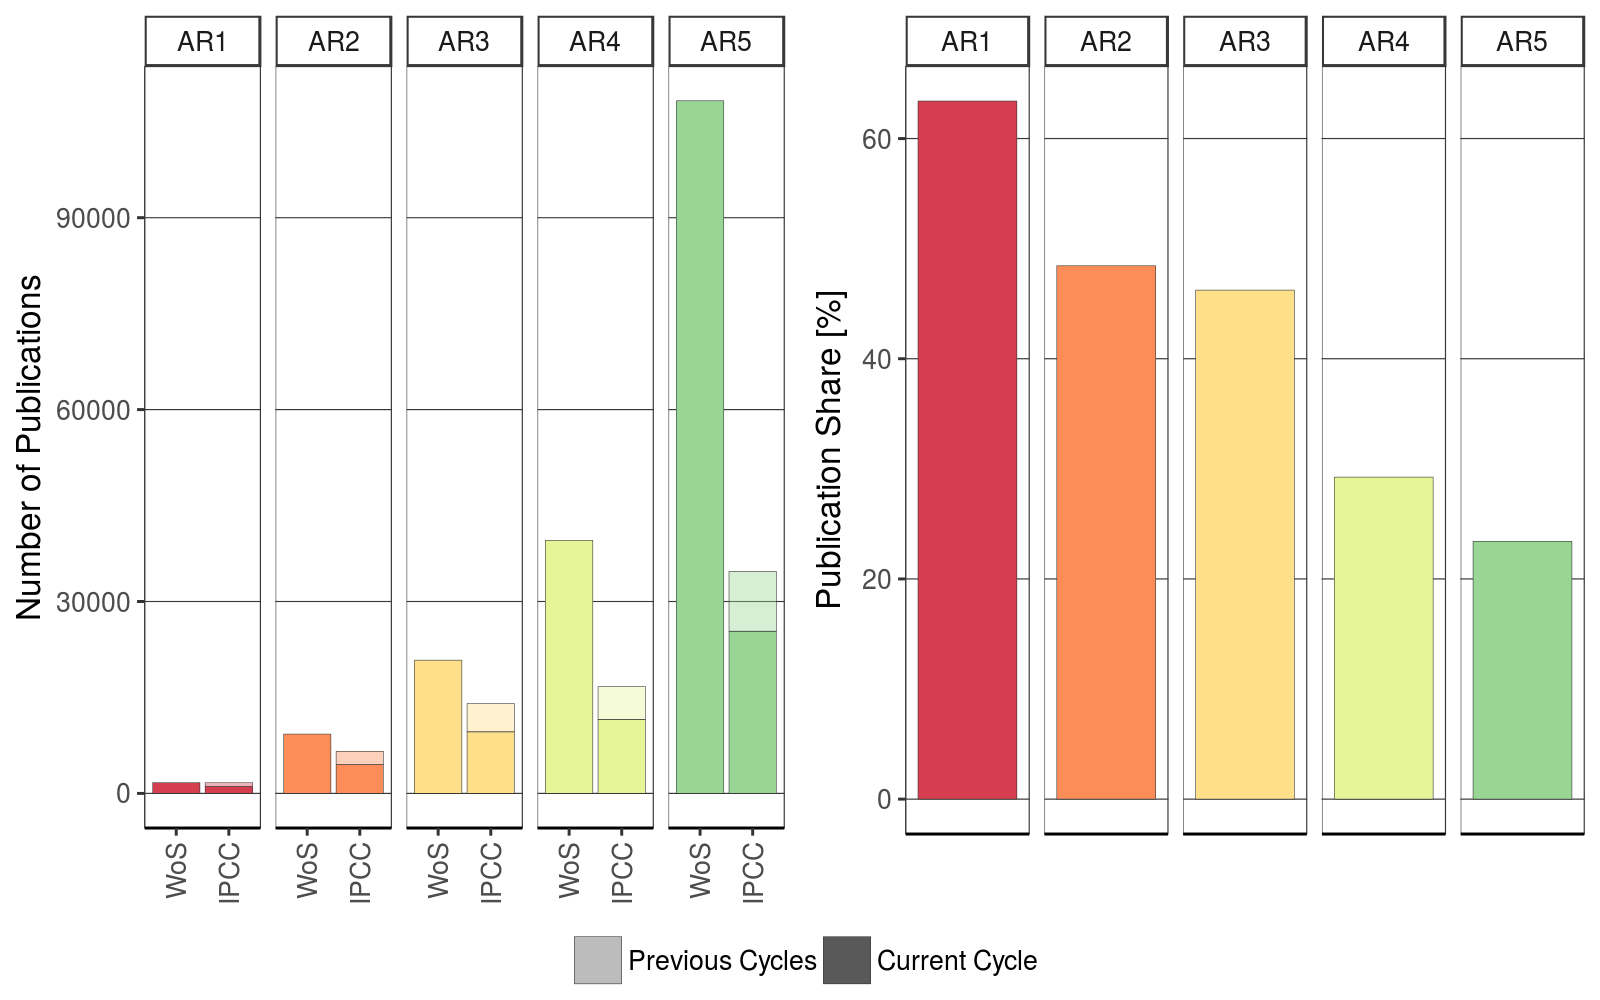 AR1 AR2 AR3 AR4 AR5
Number of Publications
90000
60000
30000
0
WoS IPCC WoS IPCC WoS IPCC WoS IPCC WoS IPCC
AR1 AR2 AR3 AR4 AR5
Publication Share [%]
60
40
20
0
Previous Cycles Current Cycle